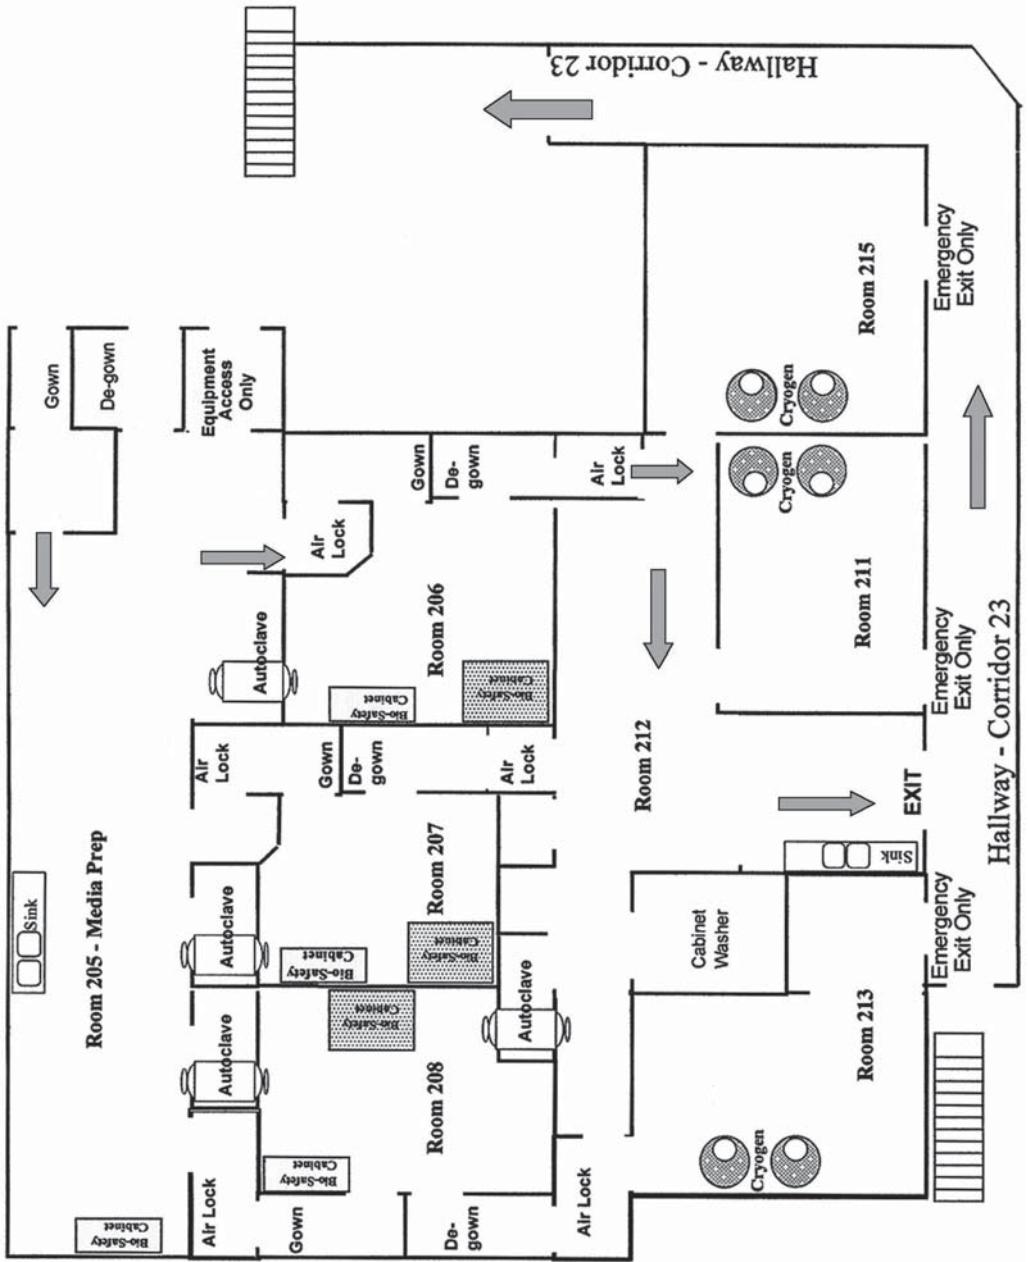 Hallway - Corridor 23
Gown
De-gown
Equipment
Access
Only
Room 215
Emergency
Exit Only
Cryogen
Gown
De-
gown
Air
Lock
Cryogen
Air
Lock
Room 206
Room 211
Autoclave
Bio-Safety
Cabinet
Bio-Safety
Cabinet
Emergency
Exit Only
Hallway - Corridor 23
Air
Lock
Gown
De-
gown
Air
Lock
Room 212
EXIT
Room 205 - Media Prep
Sink
Room 207
Sink
Autoclave
Bio-Safety
Cabinet
Bio-Safety
Cabinet
Cabinet
Washer
Emergency
Exit Only
Autoclave
Bio-Safety
Cabinet
Autoclave
Room 208
Room 213
Bio-Safety
Cabinet
Cryogen
Bio-Safety
Cabinet
Air Lock
Gown
De-
gown
Air Lock